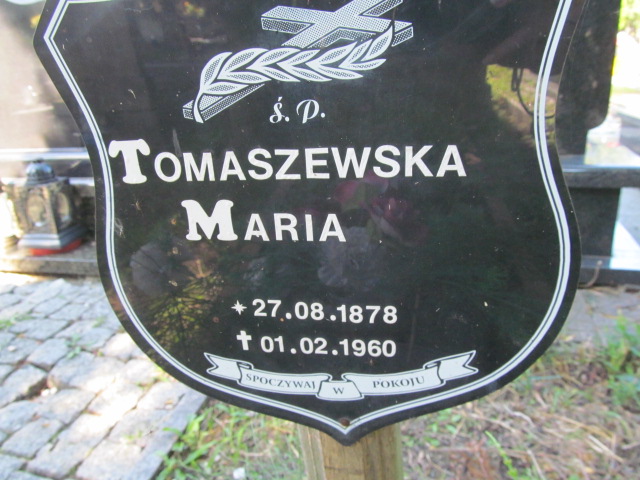 Ś. P.
TOMASZEWSKA
MARIA
* 27.08.1878
✝ 01.02.1960
SPOCZYWAJ W POKOJU